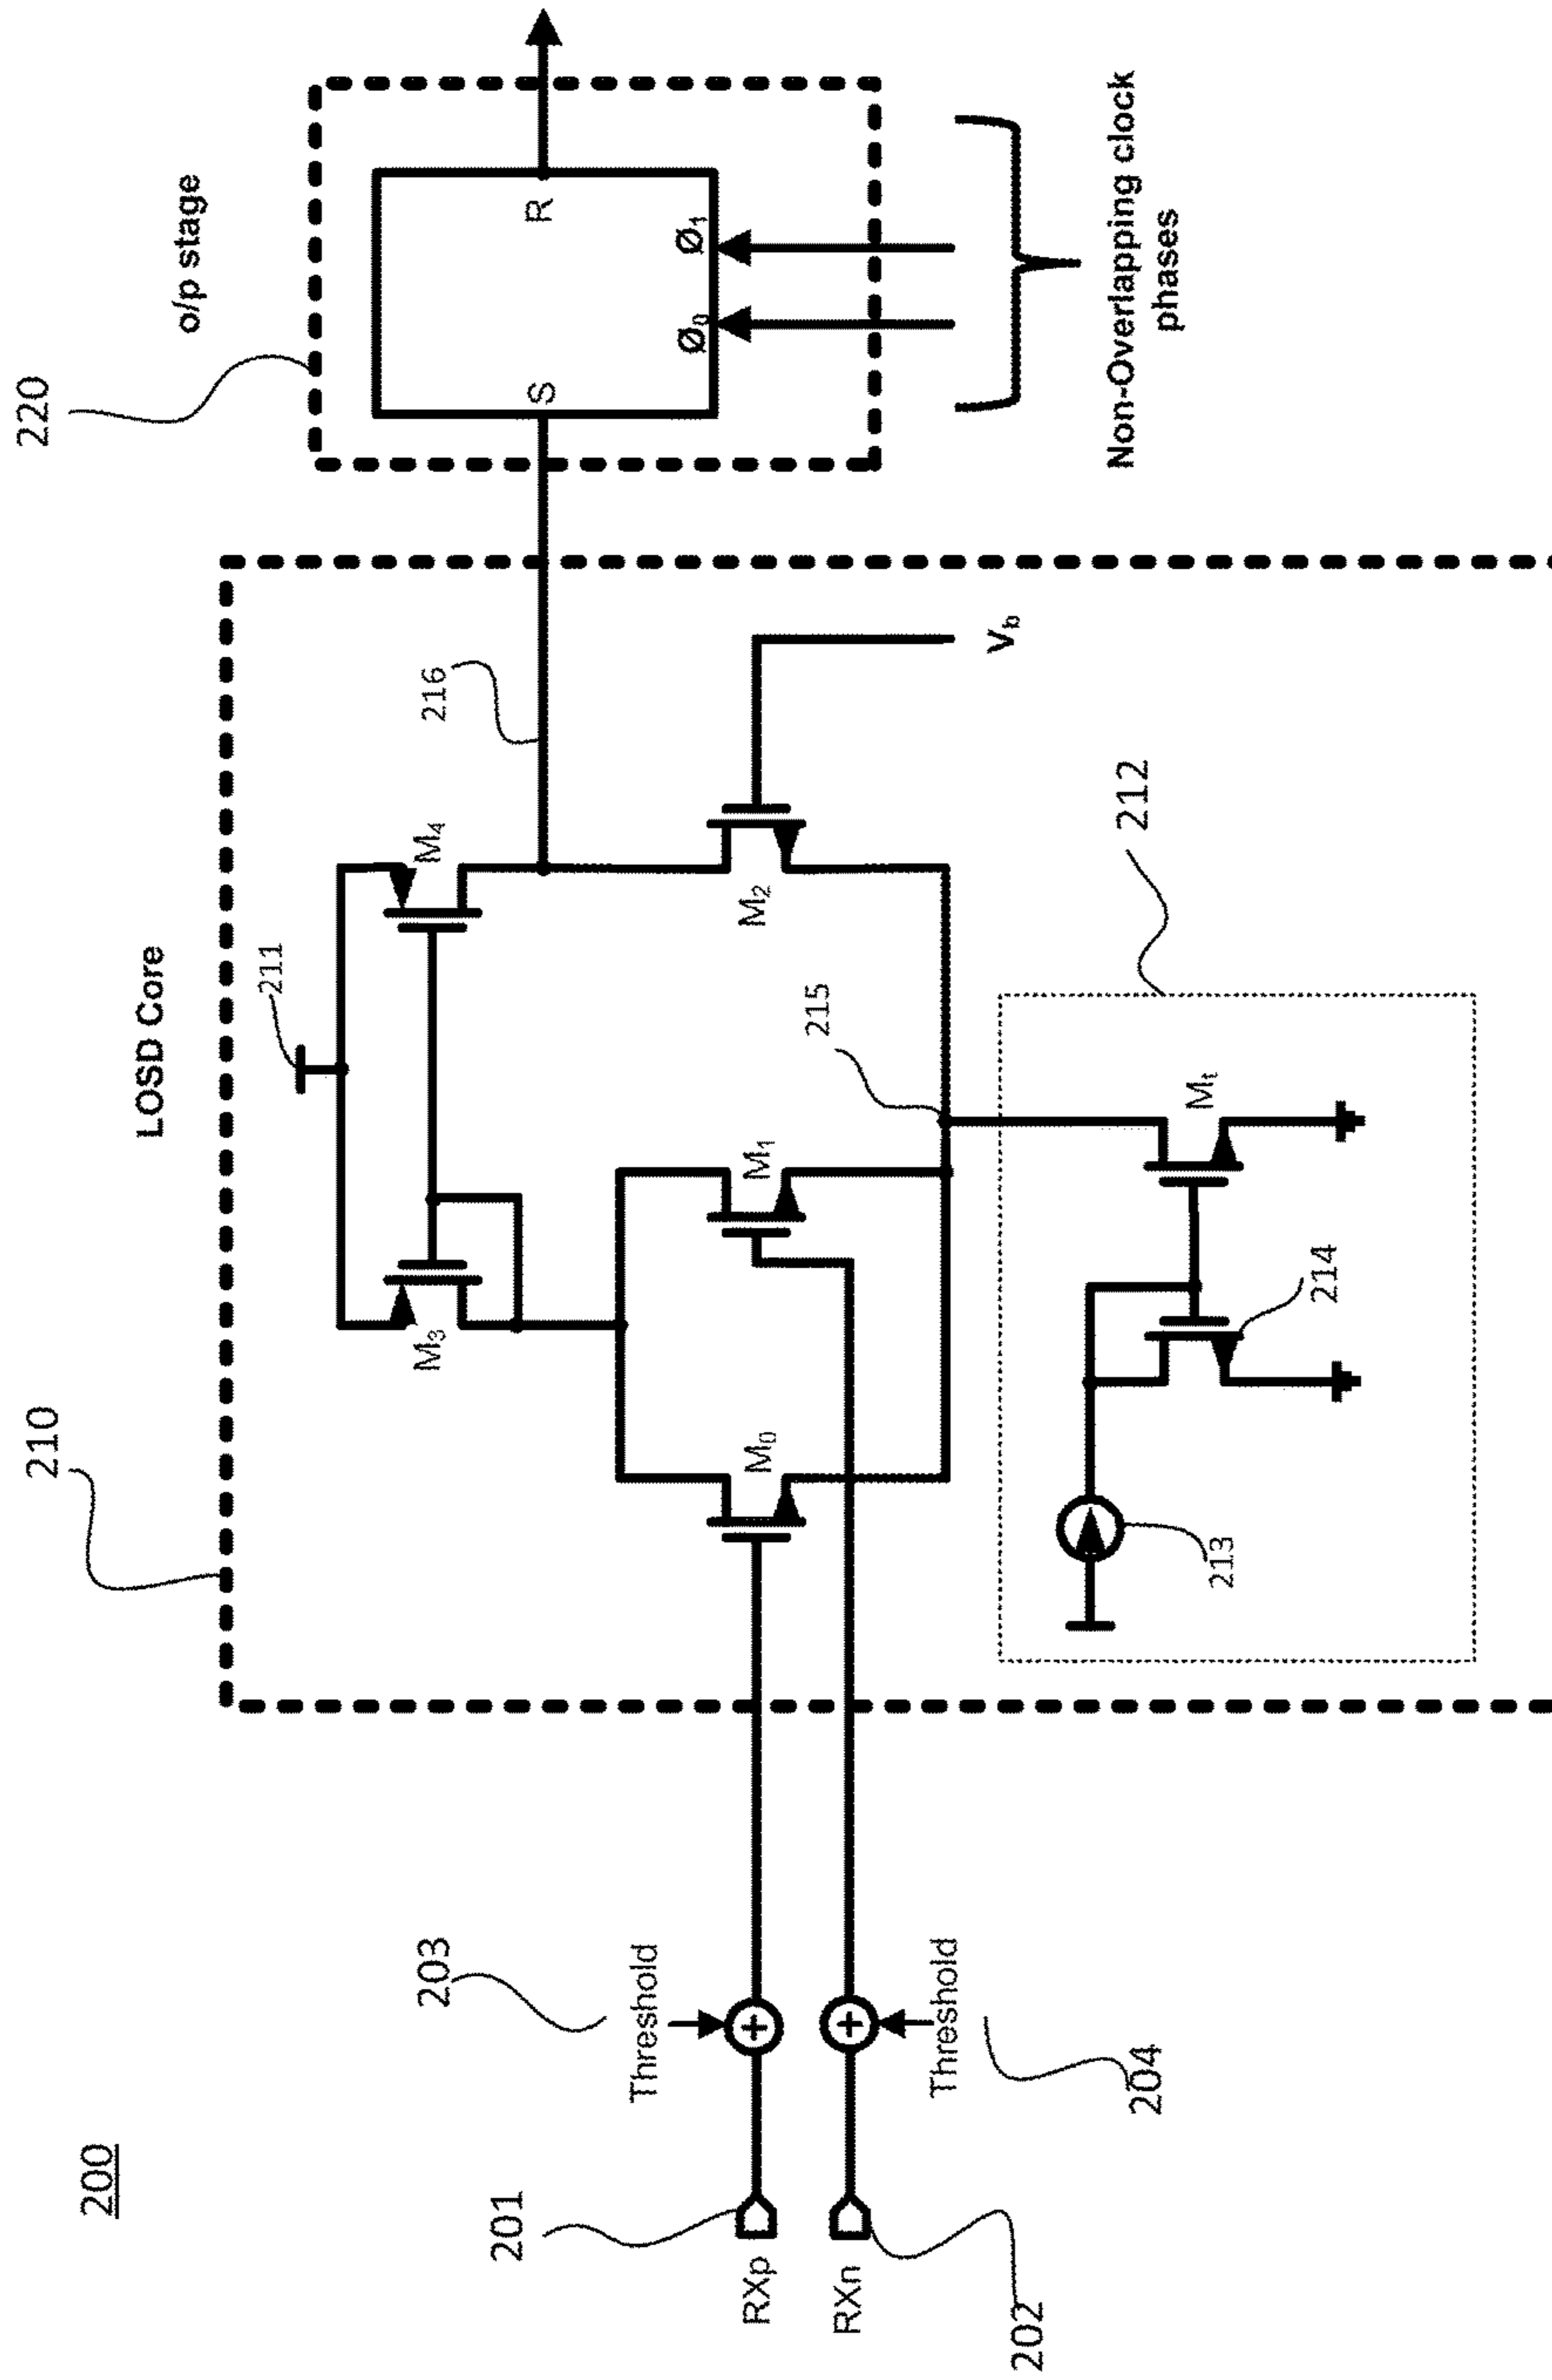 200
210
LOSD Core
220
o/p stage
211
M3
M4
216
S
R
Ø0
Ø1
203
Threshold
201
RXp
RXn
202
Threshold
204
M0
M1
M2
Vb
215
212
213
214
Mt
Non-Overlapping clock
phases